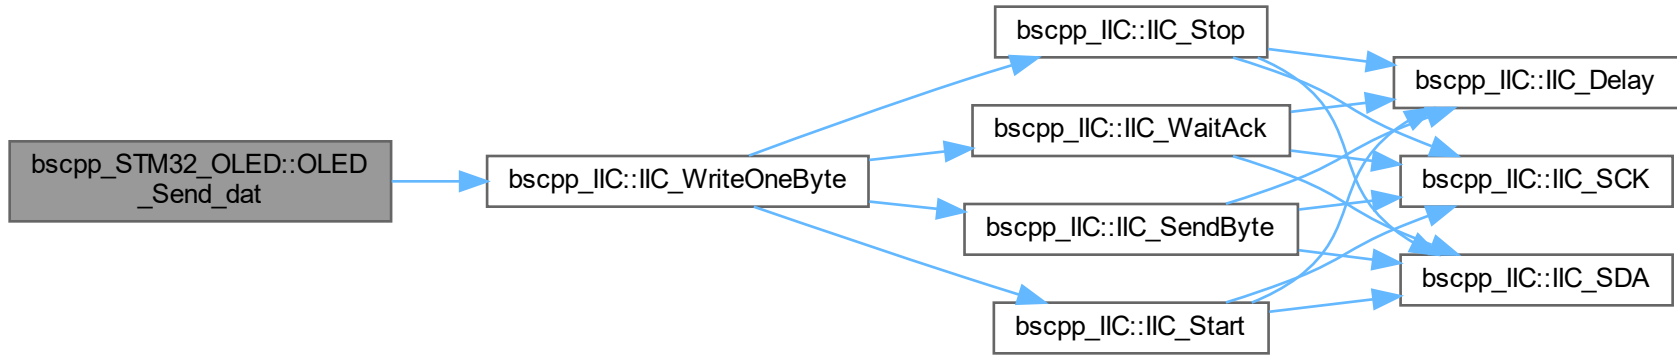 bscpp_STM32_OLED::OLED
_Send_dat
bscpp_IIC::IIC_WriteOneByte
bscpp_IIC::IIC_Stop
bscpp_IIC::IIC_WaitAck
bscpp_IIC::IIC_SendByte
bscpp_IIC::IIC_Start
bscpp_IIC::IIC_Delay
bscpp_IIC::IIC_SCK
bscpp_IIC::IIC_SDA